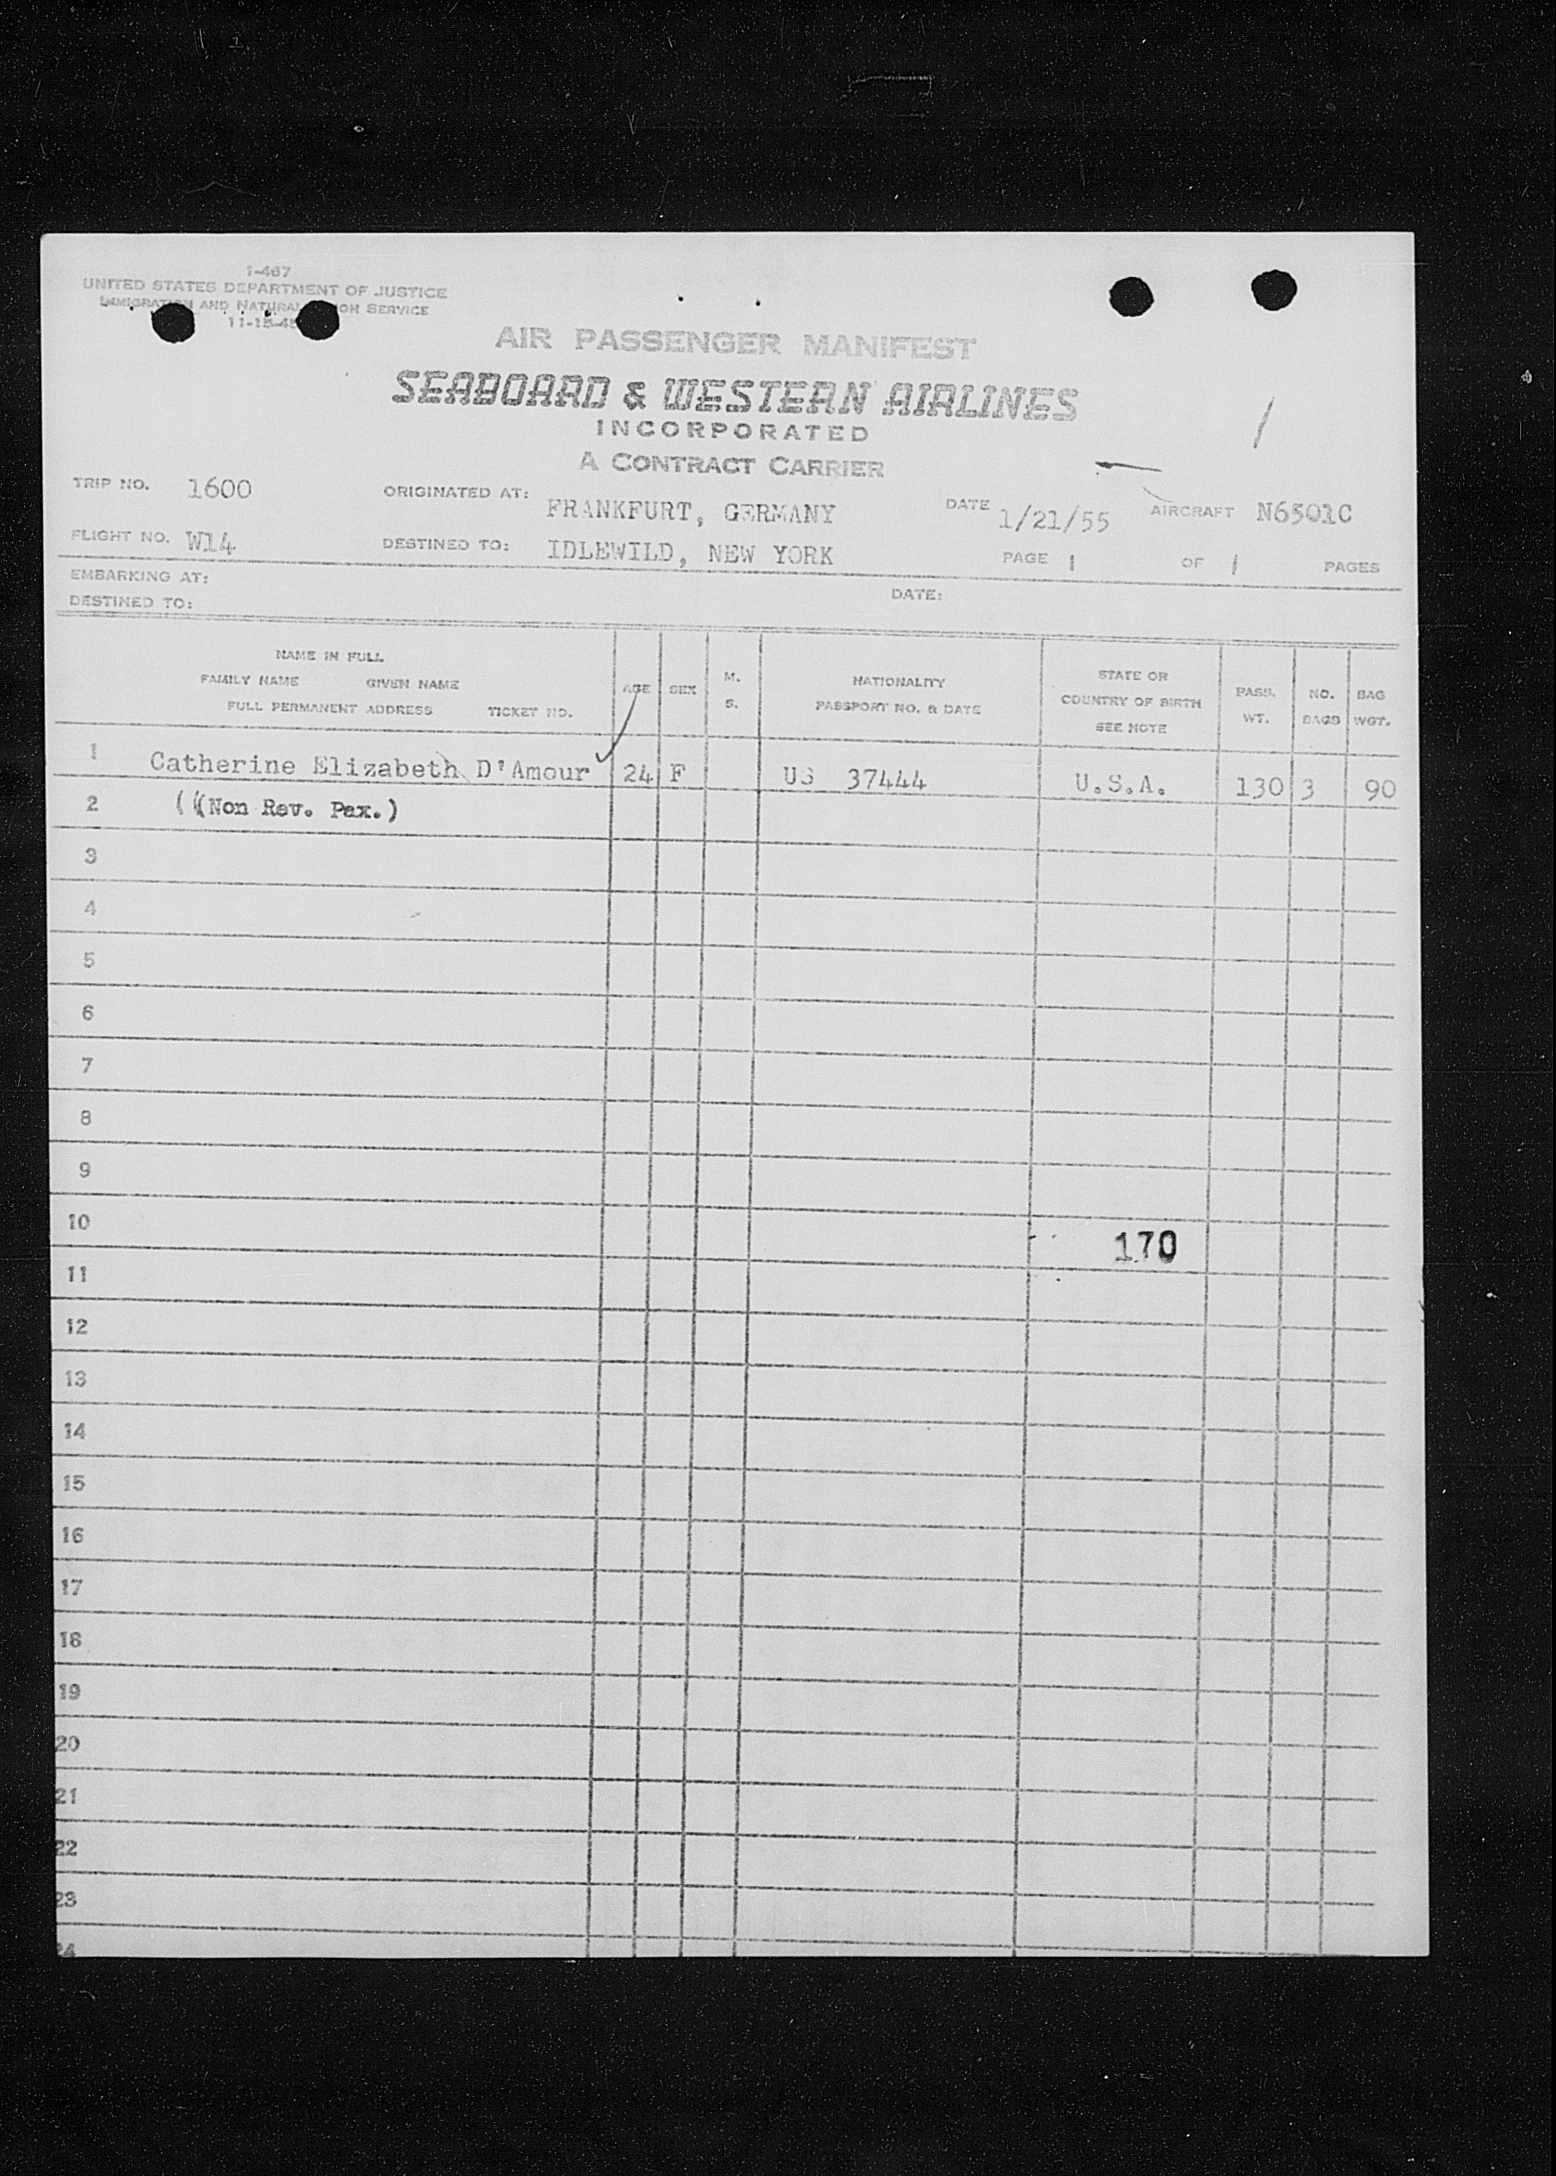 1-467
UNITED STATES DEPARTMENT OF JUSTICE
IMMIGRATION AND NATURALIZATION SERVICE
11-15-45
AIR PASSENGER MANIFEST
SEABOARD & WESTERN AIRLINES
INCORPORATED
A CONTRACT CARRIER
TRIP NO. 1600 ORIGINATED AT: FRANKFURT, GERMANY DATE 1/21/55 AIRCRAFT N6501C
FLIGHT NO. W14 DESTINED TO: IDLEWILD, NEW YORK PAGE 1 OF 1 PAGES
EMBARKING AT:
DESTINED TO: DATE:
NAME IN FULL
FAMILY NAME GIVEN NAME
FULL PERMANENT ADDRESS TICKET NO.
AGE SEX M. S.
NATIONALITY
PASSPORT NO. & DATE
STATE OR
COUNTRY OF BIRTH
SEE NOTE
PASS. WT.
NO. BAGS
BAG WGT.
1 Catherine Elizabeth D'Amour 24 F US 37444 U.S.A. 130 3 90
2 ((Non Rev. Pax.)
3
4
5
6
7
8
9
10 170
11
12
13
14
15
16
17
18
19
20
21
22
23
24